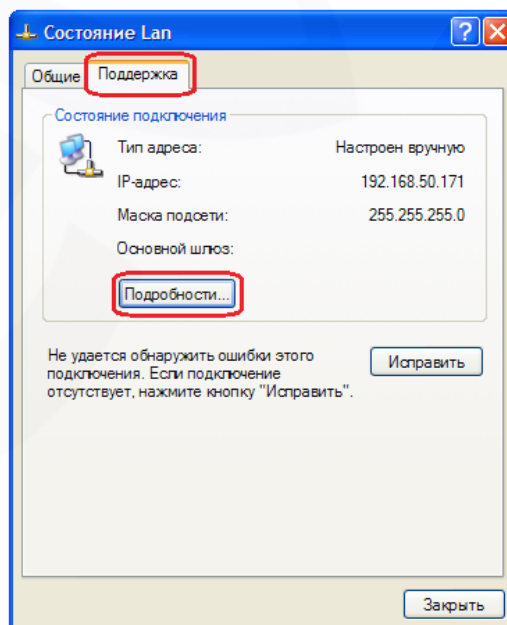 Состояние Lan
Общие Поддержка
Состояние подключения
Тип адреса: Настроен вручную
IP-адрес: 192.168.50.171
Маска подсети: 255.255.255.0
Основной шлюз:
Подробности...
Не удается обнаружить ошибки этого
подключения. Если подключение
отсутствует, нажмите кнопку "Исправить".
Исправить
Закрыть